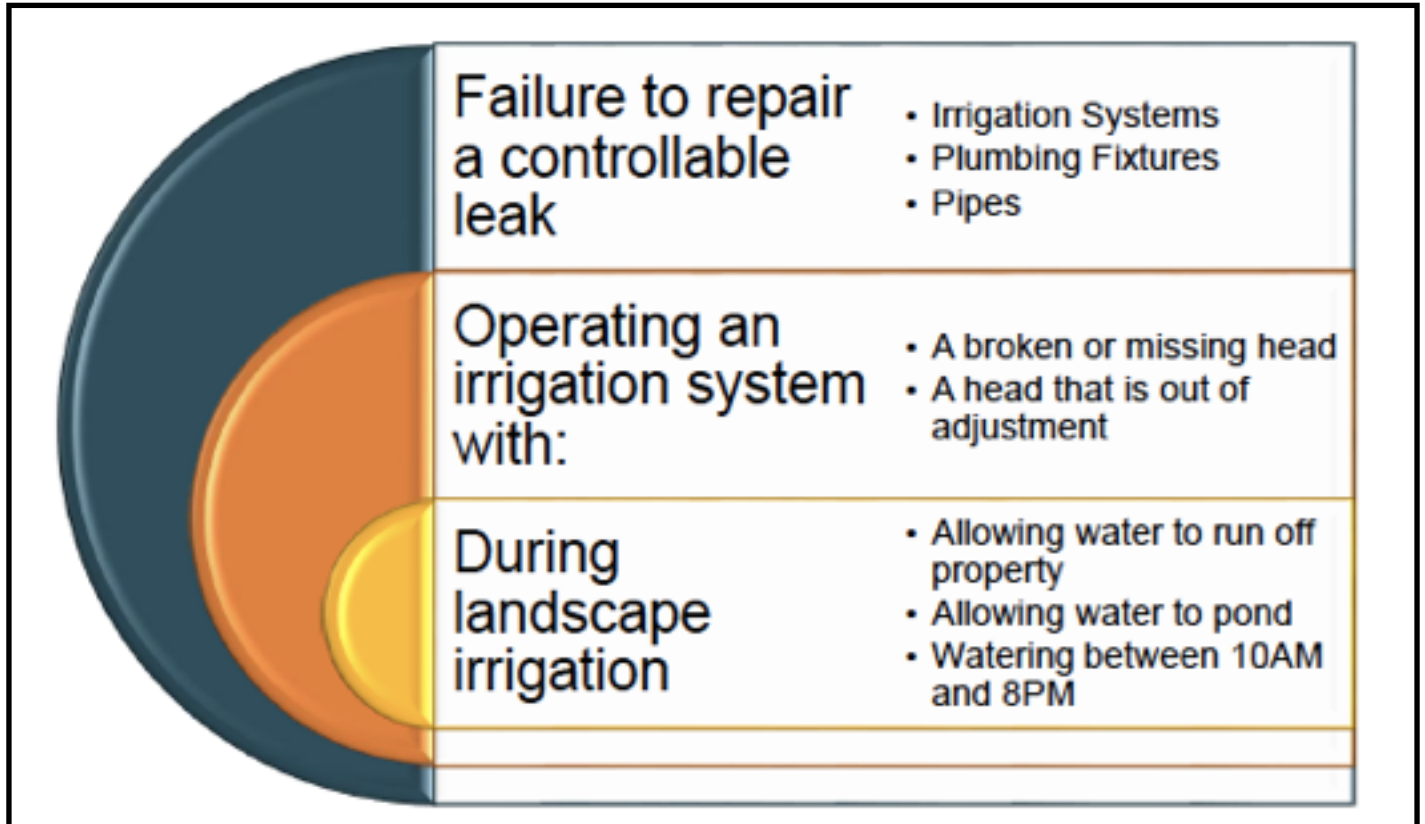 Failure to repair
a controllable
leak
• Irrigation Systems
• Plumbing Fixtures
• Pipes
Operating an
irrigation system
with:
• A broken or missing head
• A head that is out of
adjustment
During
landscape
irrigation
• Allowing water to run off
property
• Allowing water to pond
• Watering between 10AM
and 8PM